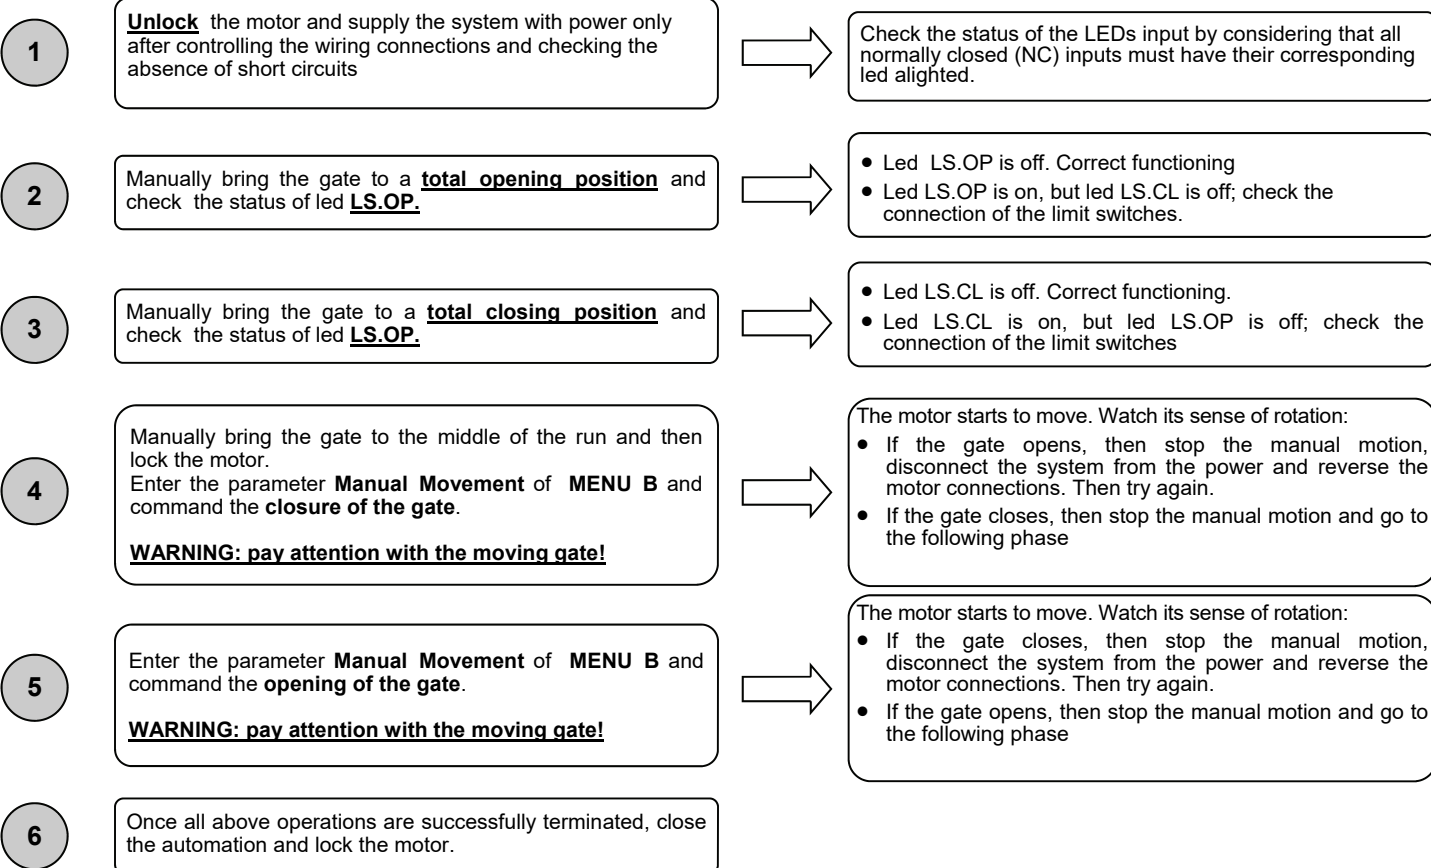 1
Unlock the motor and supply the system with power only
after controlling the wiring connections and checking the
absence of short circuits
Check the status of the LEDs input by considering that all
normally closed (NC) inputs must have their corresponding
led alighted.
2
Manually bring the gate to a total opening position and
check the status of led LS.OP.
● Led LS.OP is off. Correct functioning
● Led LS.OP is on, but led LS.CL is off; check the
connection of the limit switches.
3
Manually bring the gate to a total closing position and
check the status of led LS.OP.
● Led LS.CL is off. Correct functioning.
● Led LS.CL is on, but led LS.OP is off; check the
connection of the limit switches
4
Manually bring the gate to the middle of the run and then
lock the motor.
Enter the parameter Manual Movement of MENU B and
command the closure of the gate.
WARNING: pay attention with the moving gate!
The motor starts to move. Watch its sense of rotation:
● If the gate opens, then stop the manual motion,
disconnect the system from the power and reverse the
motor connections. Then try again.
● If the gate closes, then stop the manual motion and go to
the following phase
5
Enter the parameter Manual Movement of MENU B and
command the opening of the gate.
WARNING: pay attention with the moving gate!
The motor starts to move. Watch its sense of rotation:
● If the gate closes, then stop the manual motion,
disconnect the system from the power and reverse the
motor connections. Then try again.
● If the gate opens, then stop the manual motion and go to
the following phase
6
Once all above operations are successfully terminated, close
the automation and lock the motor.